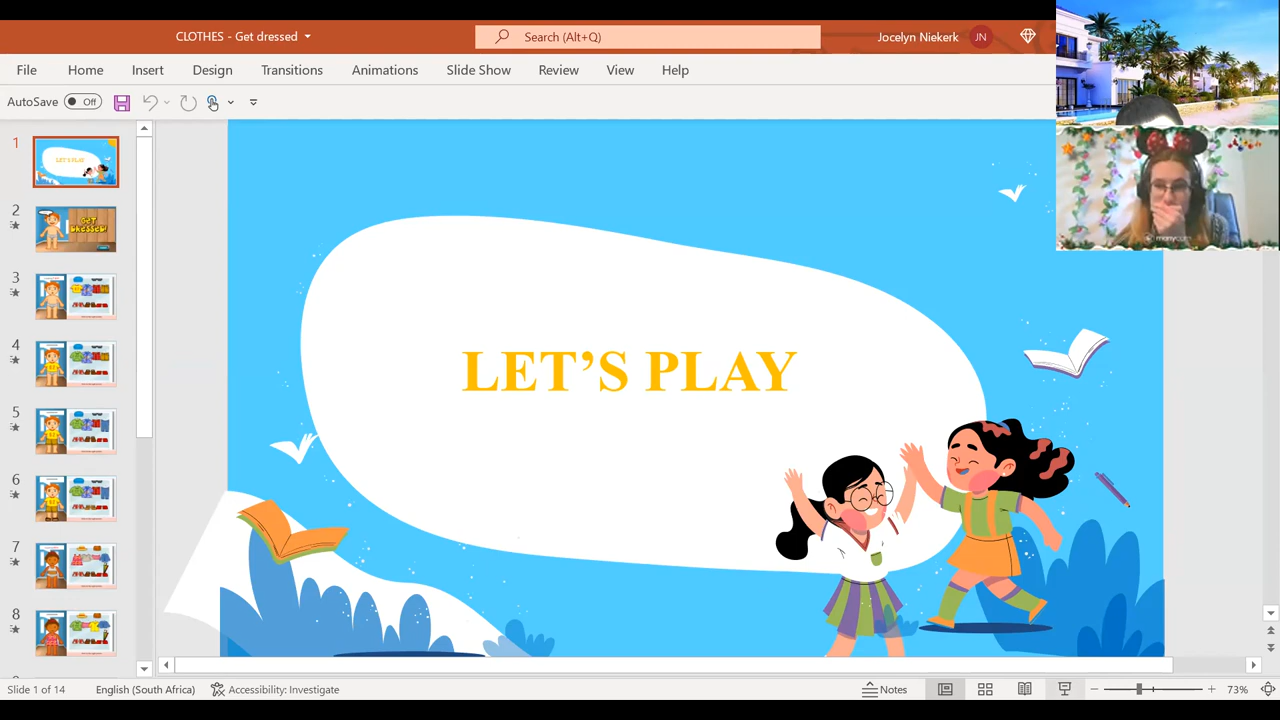 CLOTHES - Get dressed
Search (Alt+Q)
Jocelyn Niekerk JN
File Home Insert Design Transitions Animations Slide Show Review View Help
AutoSave Off
1
LET'S PLAY
2
GET DRESSED!
3
4
5
6
7
8
LET'S PLAY
Slide 1 of 14 English (South Africa) Accessibility: Investigate Notes 73%